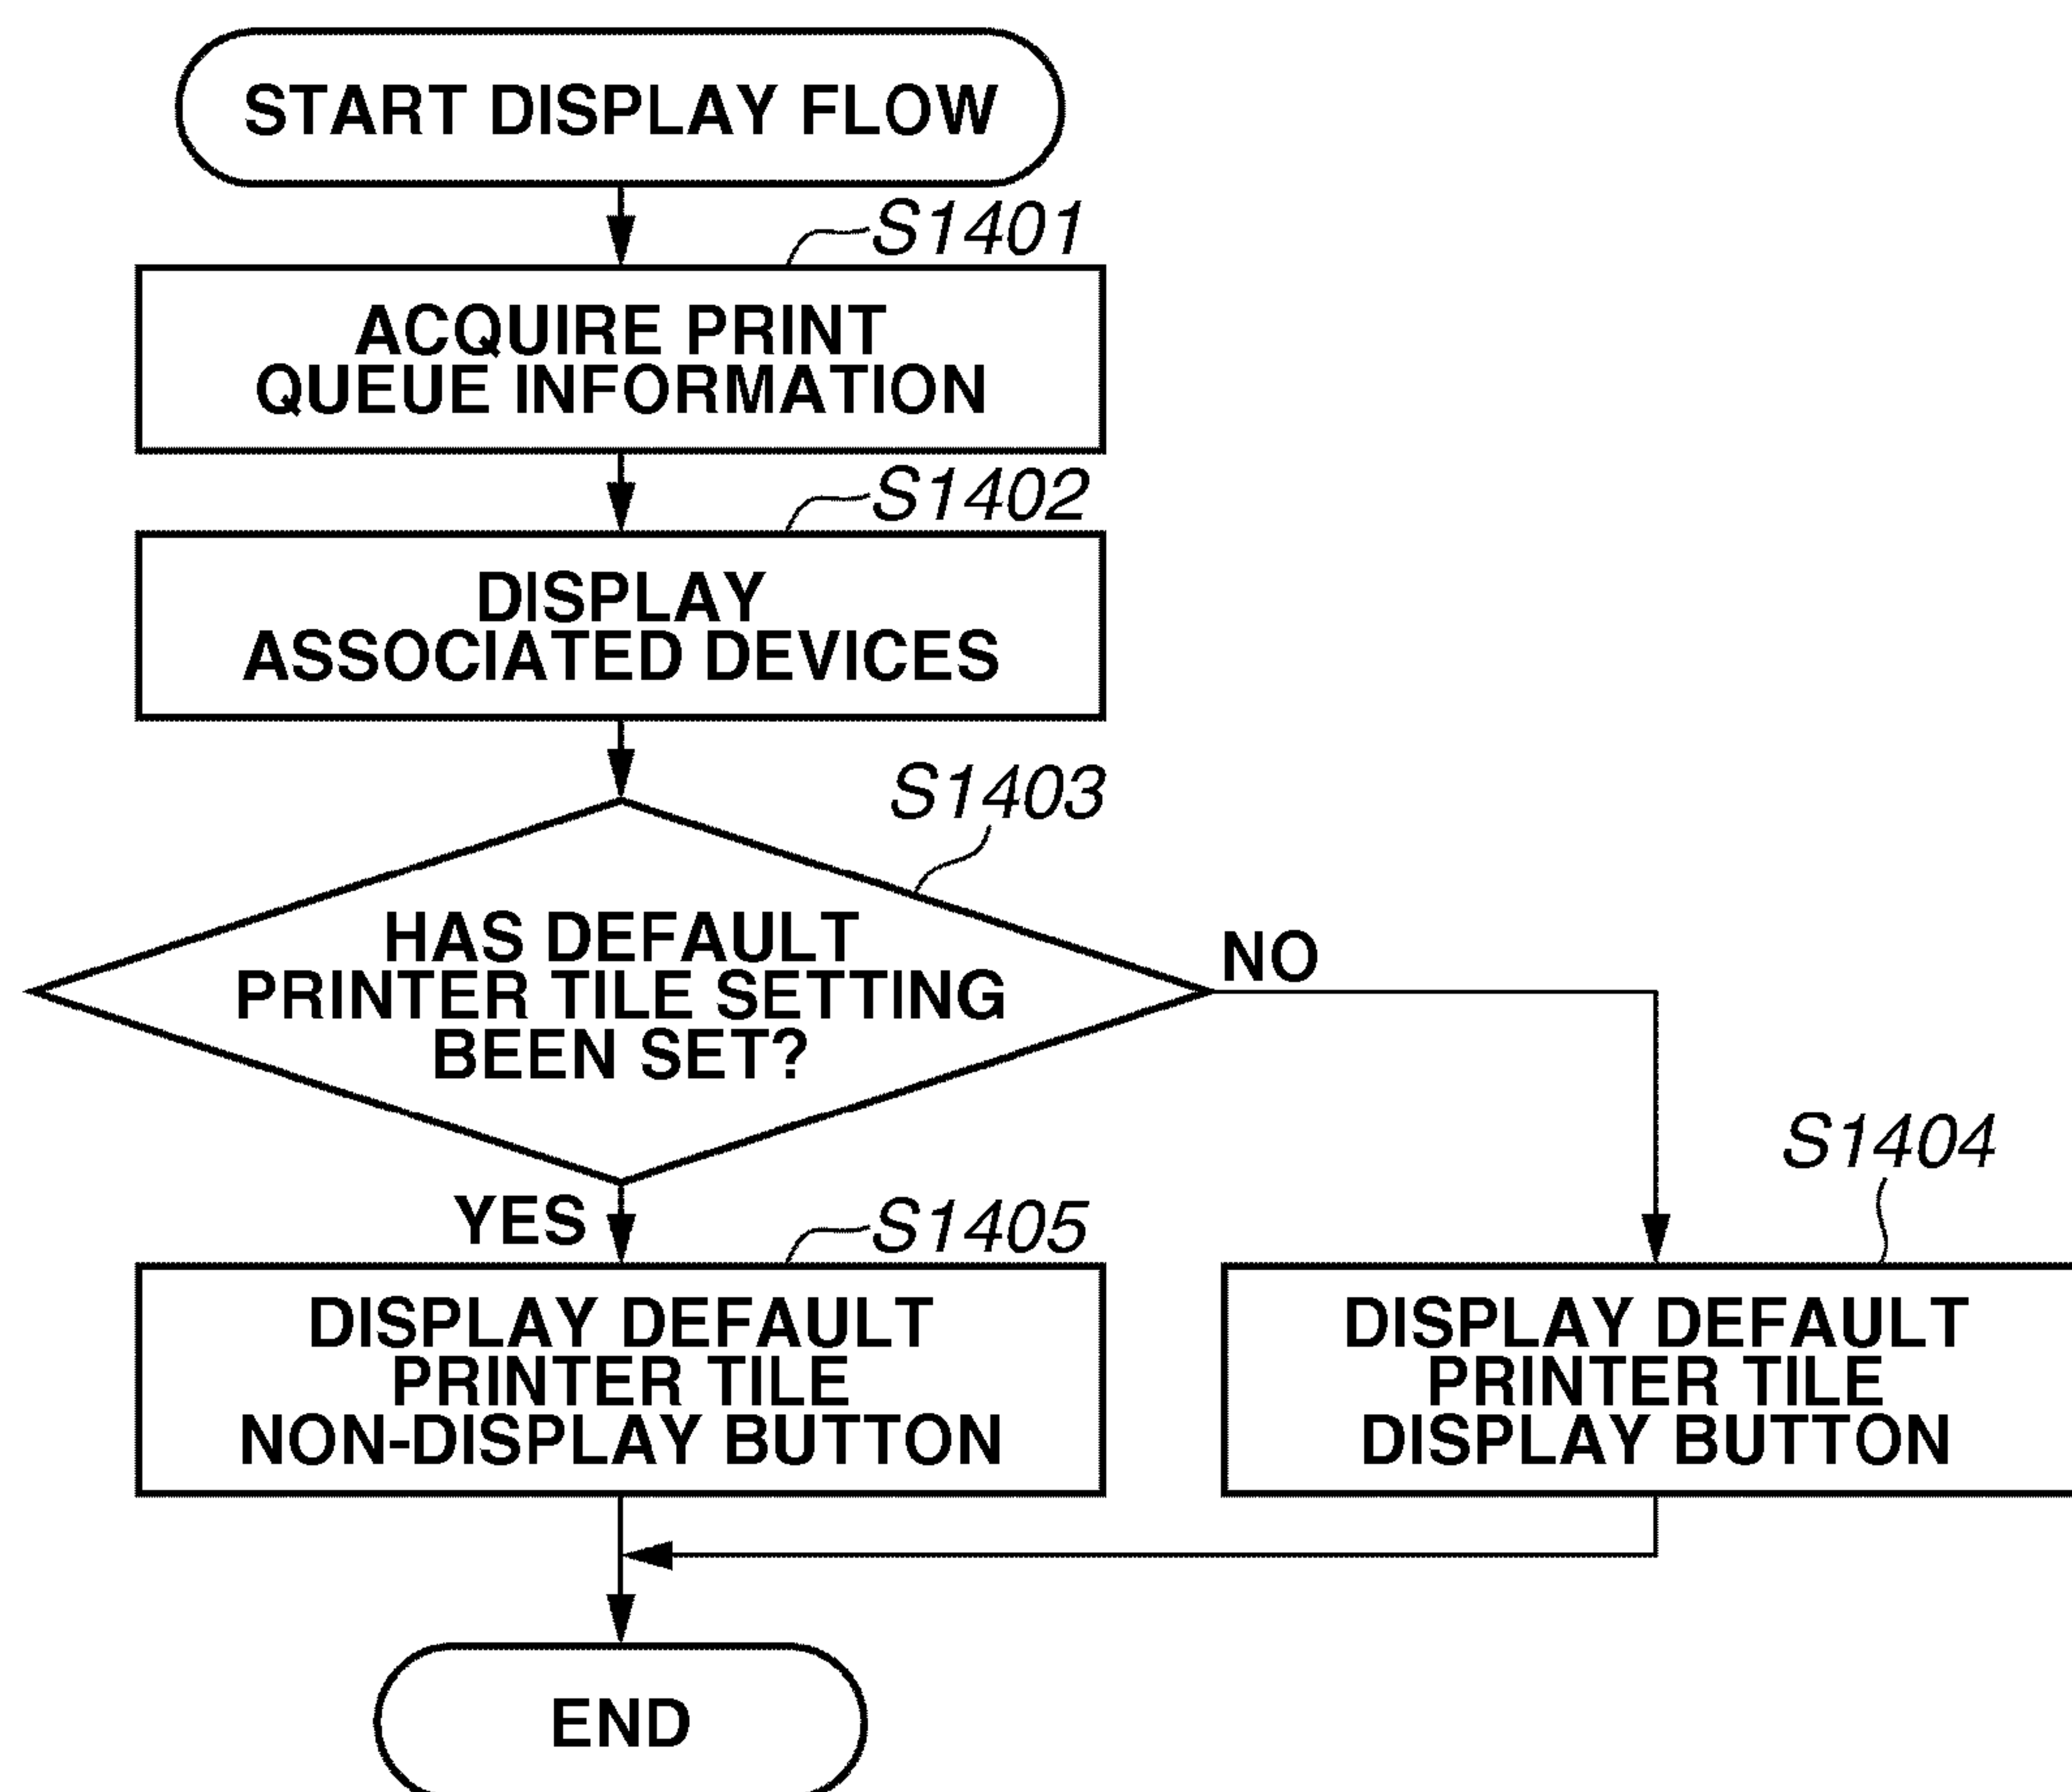 START DISPLAY FLOW
S1401
ACQUIRE PRINT
QUEUE INFORMATION
S1402
DISPLAY
ASSOCIATED DEVICES
S1403
HAS DEFAULT
PRINTER TILE SETTING
BEEN SET?
NO
YES
S1405
DISPLAY DEFAULT
PRINTER TILE
NON-DISPLAY BUTTON
S1404
DISPLAY DEFAULT
PRINTER TILE
DISPLAY BUTTON
END